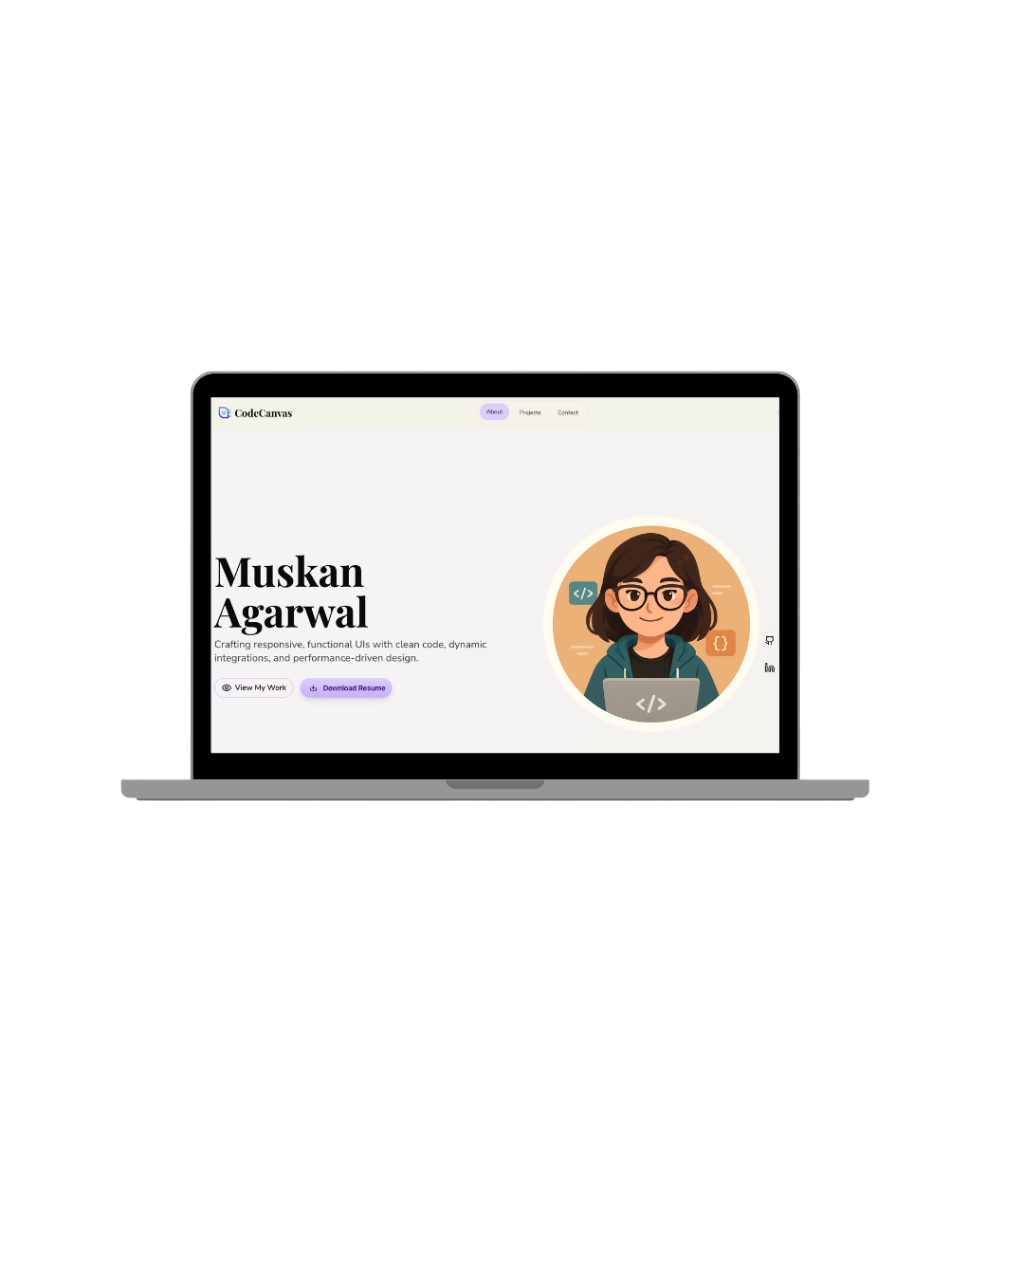 CodeCanvas
About Projects Contact
Muskan
Agarwal
Crafting responsive, functional UIs with clean code, dynamic
integrations, and performance-driven design.
View My Work Download Resume
</>
{}
</>